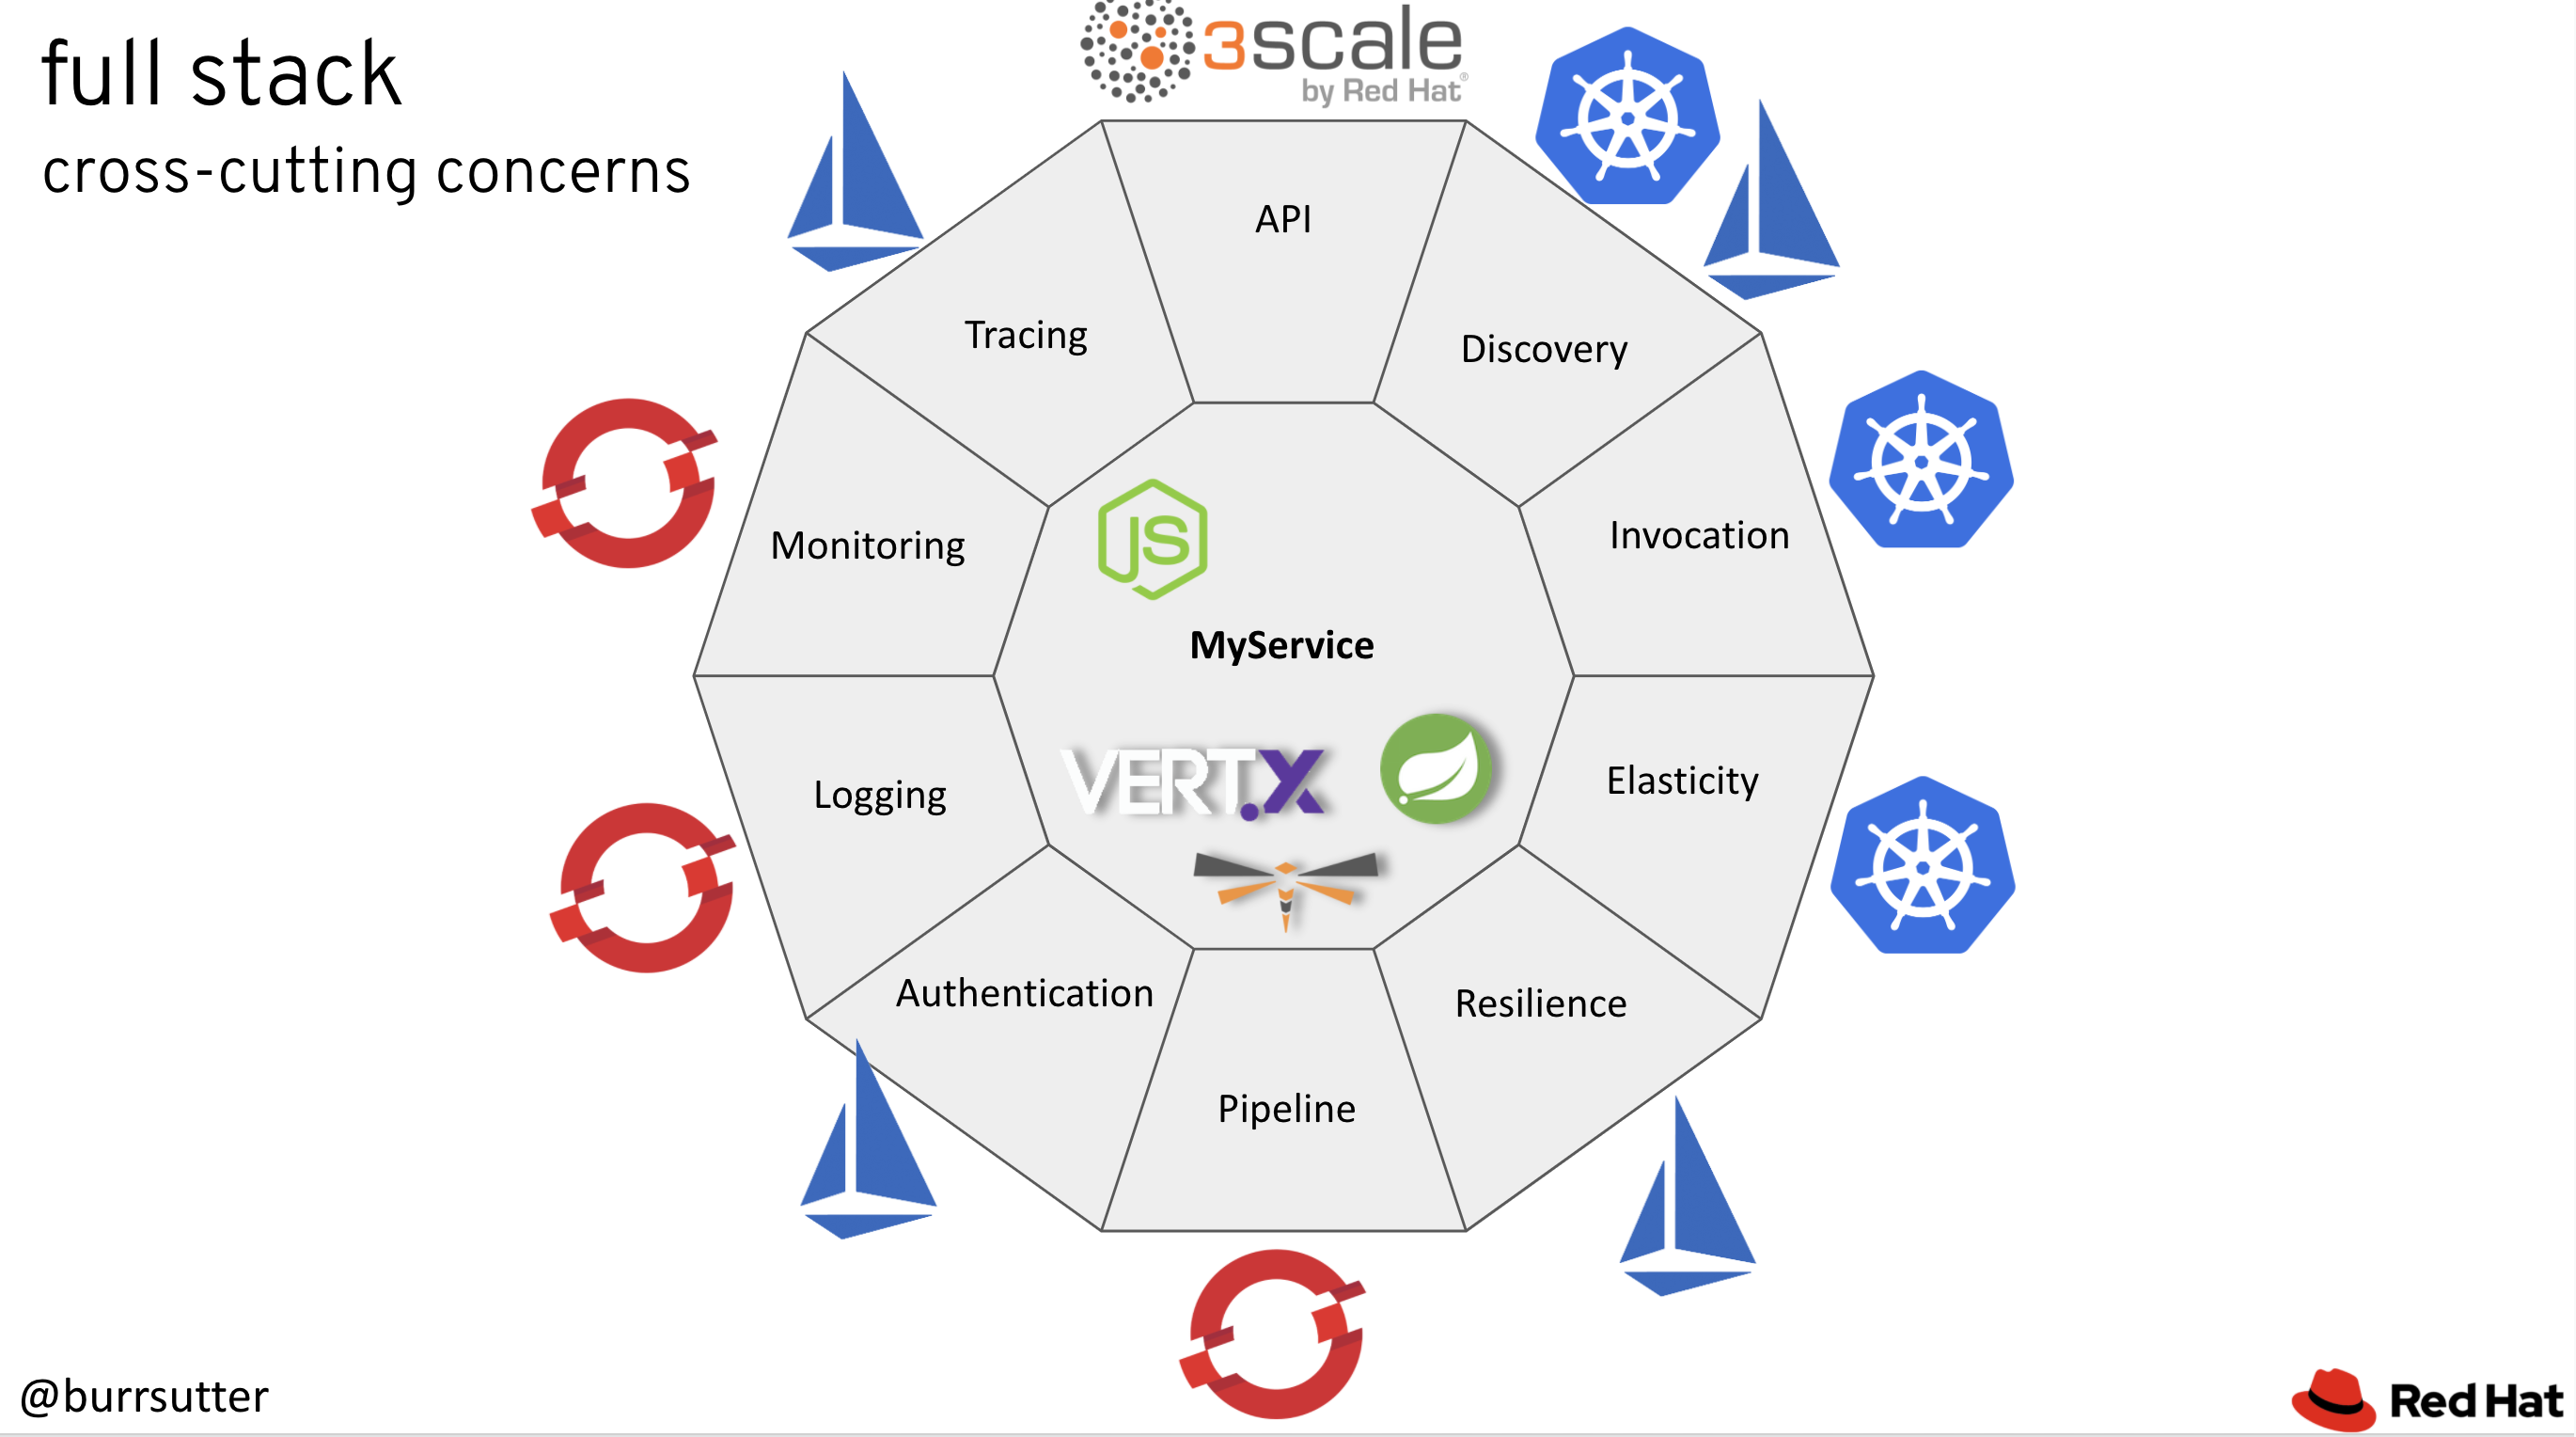 full stack
cross-cutting concerns
3scale
by Red Hat®
API
Tracing
Discovery
Monitoring
Invocation
JS
MyService
VERT.X
Logging
Elasticity
Authentication
Resilience
Pipeline
@burrsutter
Red Hat